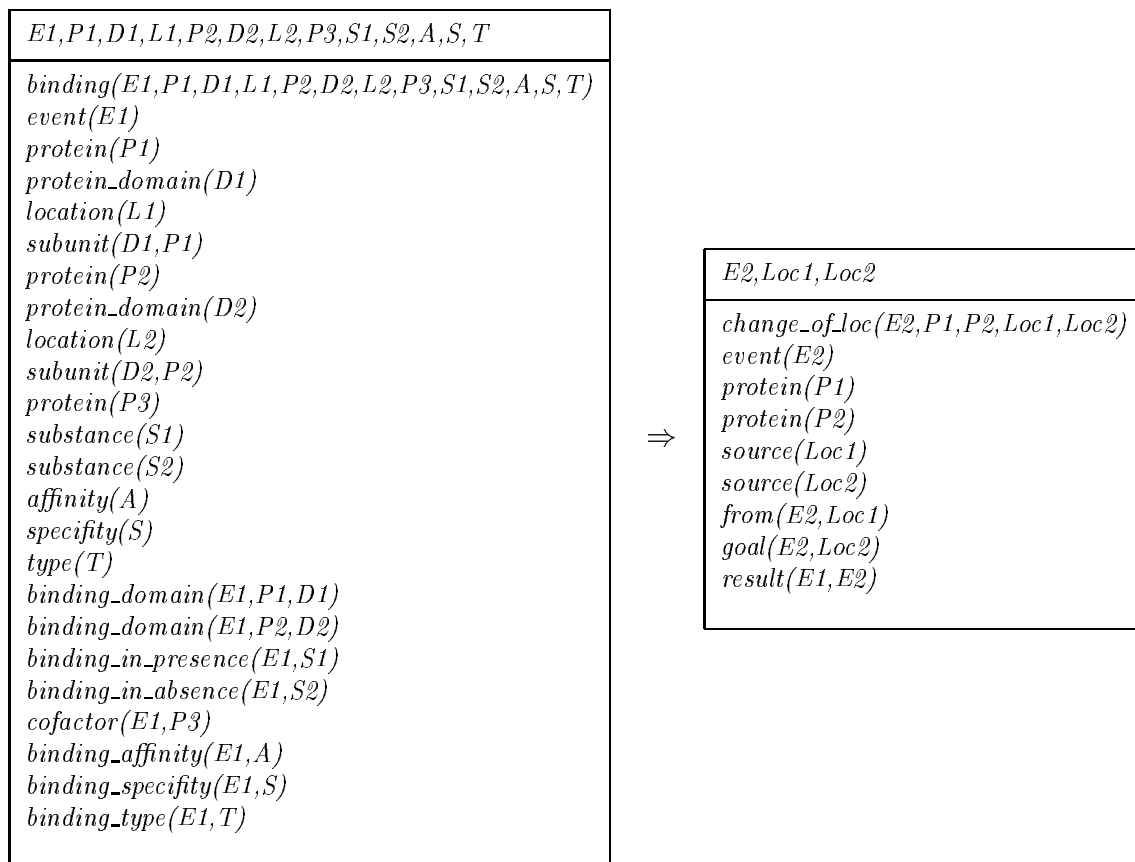 E1,P1,D1,L1,P2,D2,L2,P3,S1,S2,A,S,T
binding(E1,P1,D1,L1,P2,D2,L2,P3,S1,S2,A,S,T)
event(E1)
protein(P1)
protein_domain(D1)
location(L1)
subunit(D1,P1)
protein(P2)
protein_domain(D2)
location(L2)
subunit(D2,P2)
protein(P3)
substance(S1)
substance(S2)
affinity(A)
specifity(S)
type(T)
binding_domain(E1,P1,D1)
binding_domain(E1,P2,D2)
binding_in_presence(E1,S1)
binding_in_absence(E1,S2)
cofactor(E1,P3)
binding_affinity(E1,A)
binding_specifity(E1,S)
binding_type(E1,T)
⇒
E2,Loc1,Loc2
change_of_loc(E2,P1,P2,Loc1,Loc2)
event(E2)
protein(P1)
protein(P2)
source(Loc1)
source(Loc2)
from(E2,Loc1)
goal(E2,Loc2)
result(E1,E2)